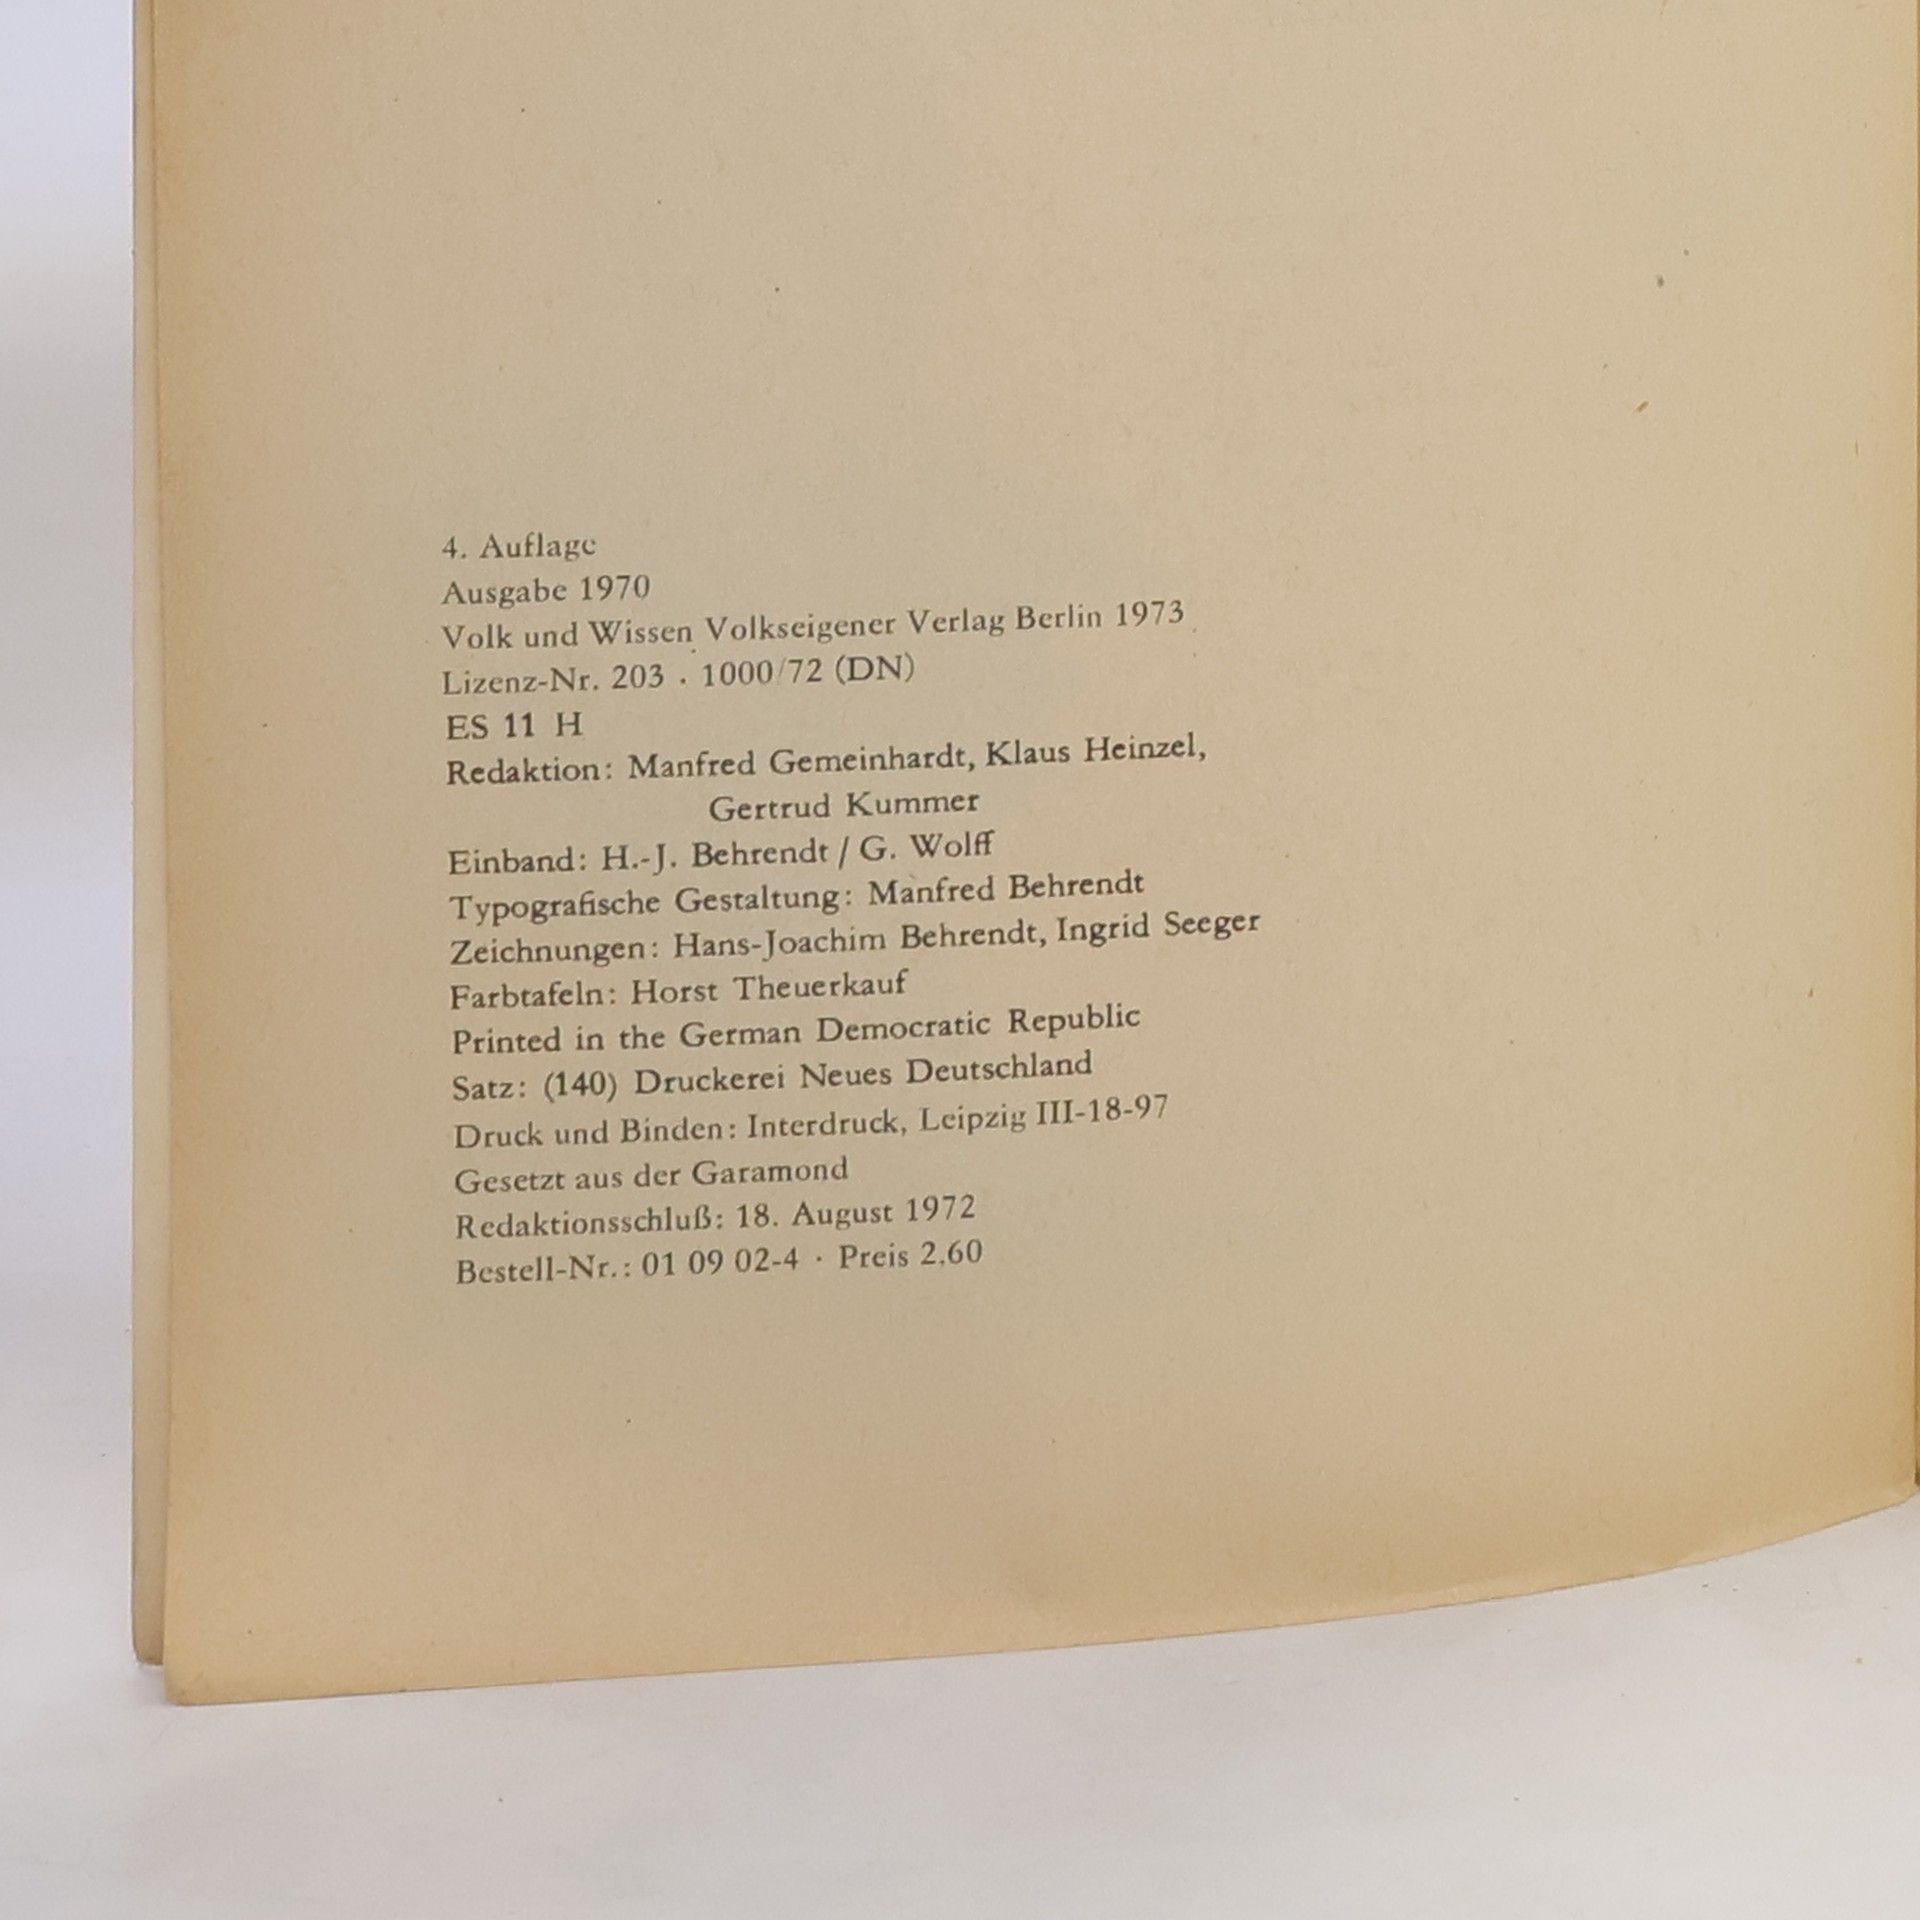 4. Auflage
Ausgabe 1970
Volk und Wissen Volkseigener Verlag Berlin 1973
Lizenz-Nr. 203 · 1000/72 (DN)
ES 11 H
Redaktion: Manfred Gemeinhardt, Klaus Heinzel,
Gertrud Kummer
Einband: H.-J. Behrendt / G. Wolff
Typografische Gestaltung: Manfred Behrendt
Zeichnungen: Hans-Joachim Behrendt, Ingrid Seeger
Farbtafeln: Horst Theuerkauf
Printed in the German Democratic Republic
Satz: (140) Druckerei Neues Deutschland
Druck und Binden: Interdruck, Leipzig III-18-97
Gesetzt aus der Garamond
Redaktionsschluß: 18. August 1972
Bestell-Nr.: 01 09 02-4 · Preis 2,60